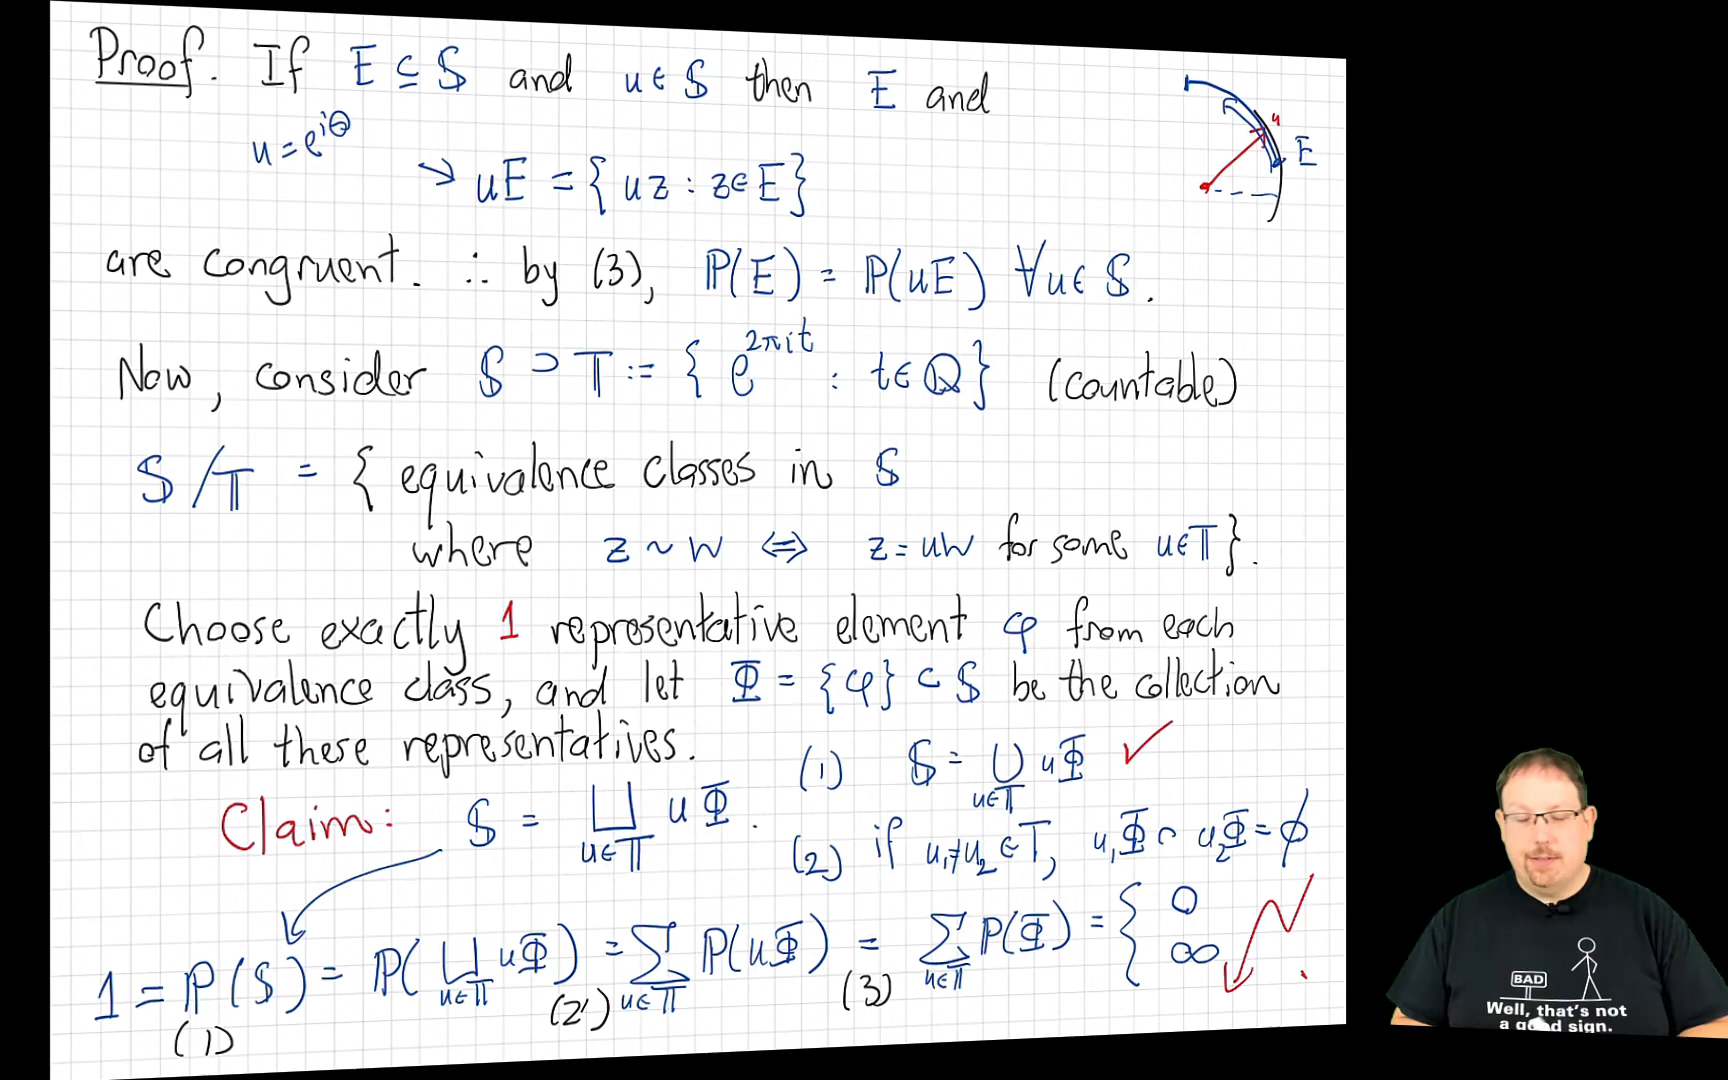 Proof. If E ⊆ 𝕊 and u ∈ 𝕊 then E and
u = e^{iθ}
→ uE = { uz : z ∈ E }
u
E
are congruent. ∴ by (3), ℙ(E) = ℙ(uE) ∀u ∈ 𝕊.
Now, consider 𝕊 ⊃ 𝕋 := { e^{2πit} : t ∈ ℚ } (countable)
𝕊/𝕋 = { equivalence classes in 𝕊
where z ~ w ⇔ z = uw for some u ∈ 𝕋 }.
Choose exactly 1 representative element φ from each
equivalence class, and let Φ = {φ} ⊂ 𝕊 be the collection
of all these representatives.
(1) 𝕊 = ⋃_{u∈𝕋} uΦ ✓
Claim: 𝕊 = ⨆_{u∈𝕋} uΦ.
(2) if u₁ ≠ u₂ ∈ 𝕋, u₁Φ ∩ u₂Φ = ∅
1 = ℙ(𝕊) = ℙ( ⨆_{u∈𝕋} uΦ ) = ∑_{u∈𝕋} ℙ(uΦ) = ∑_{u∈𝕋} ℙ(Φ) = { 0 ∞
(1) (2') (3)
BAD
Well, that's not
a good sign.